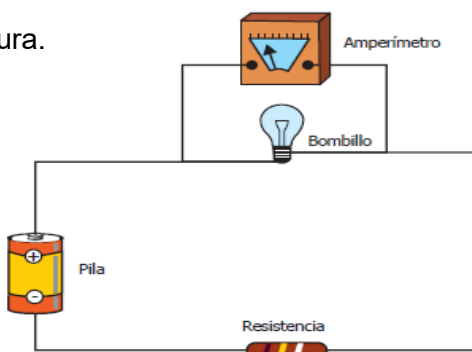 ura.
Amperímetro
Bombillo
+
Pila
-
Resistencia